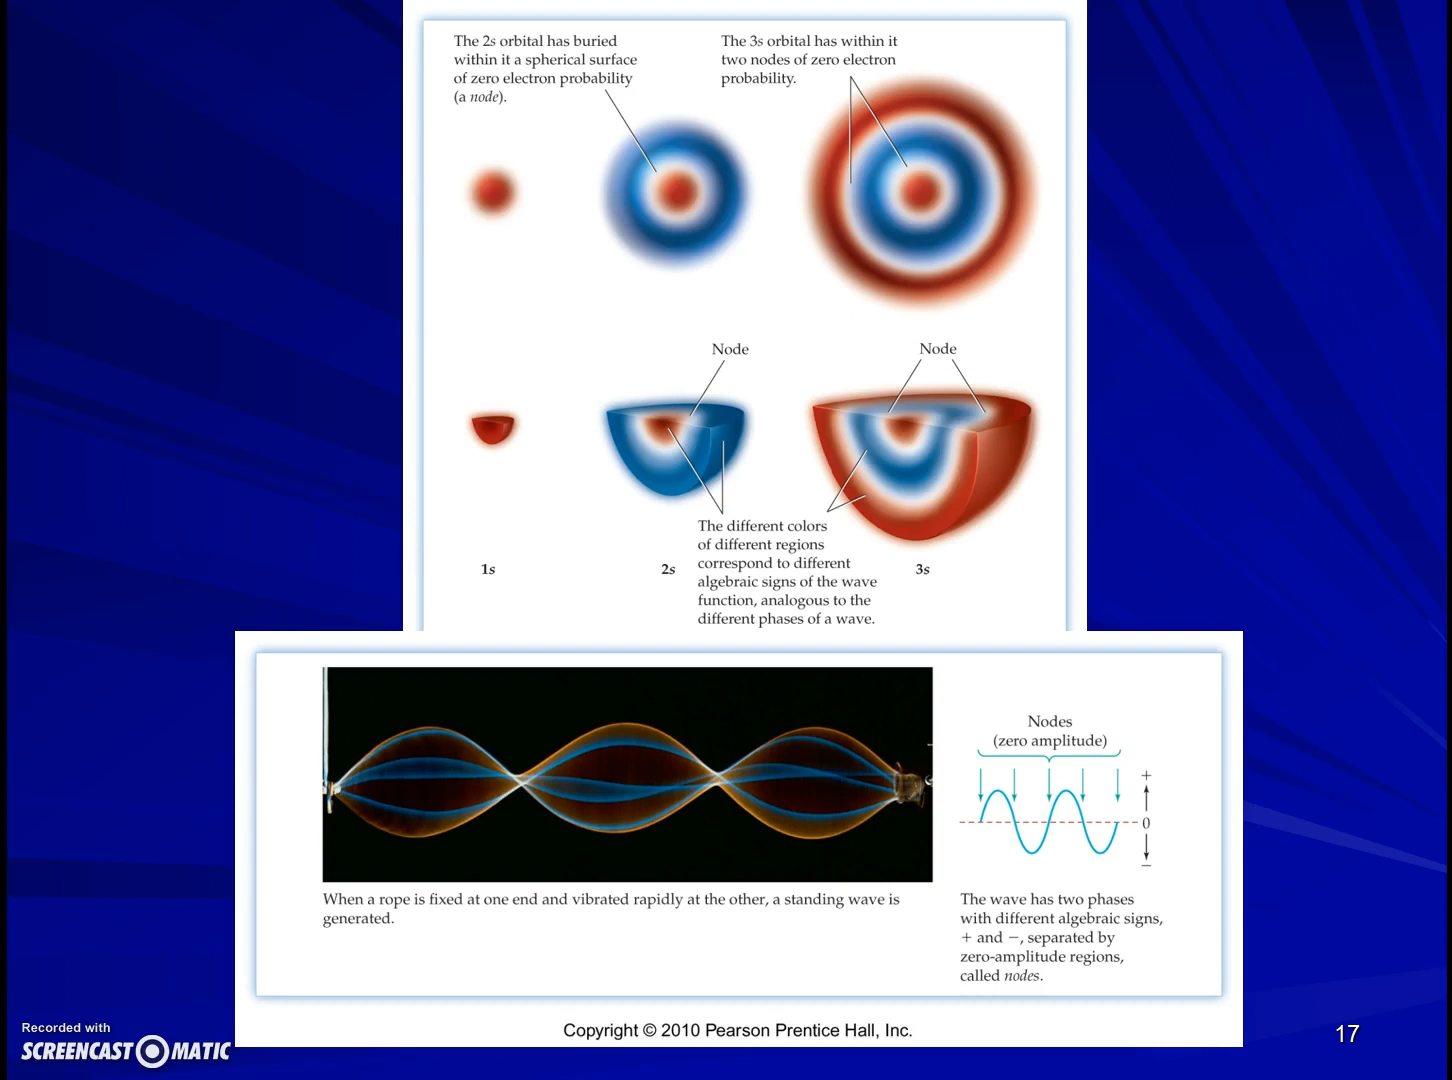 The 2s orbital has buried
within it a spherical surface
of zero electron probability
(a node).
The 3s orbital has within it
two nodes of zero electron
probability.
Node
Node
The different colors
of different regions
correspond to different
algebraic signs of the wave
function, analogous to the
different phases of a wave.
1s
2s
3s
Nodes
(zero amplitude)
+
0
−
When a rope is fixed at one end and vibrated rapidly at the other, a standing wave is
generated.
The wave has two phases
with different algebraic signs,
+ and −, separated by
zero-amplitude regions,
called nodes.
Copyright © 2010 Pearson Prentice Hall, Inc.
17
Recorded with
SCREENCAST MATIC